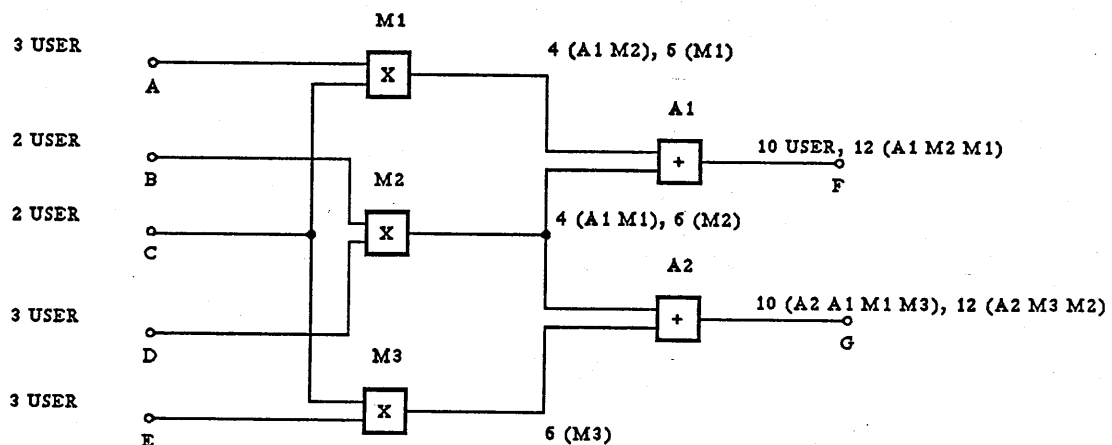 M1
3 USER
4 (A1 M2), 6 (M1)
X
A
A1
2 USER
10 USER, 12 (A1 M2 M1)
+
B
M2
F
2 USER
4 (A1 M1), 6 (M2)
X
C
A2
3 USER
10 (A2 A1 M1 M3), 12 (A2 M3 M2)
+
D
M3
G
3 USER
X
E
6 (M3)